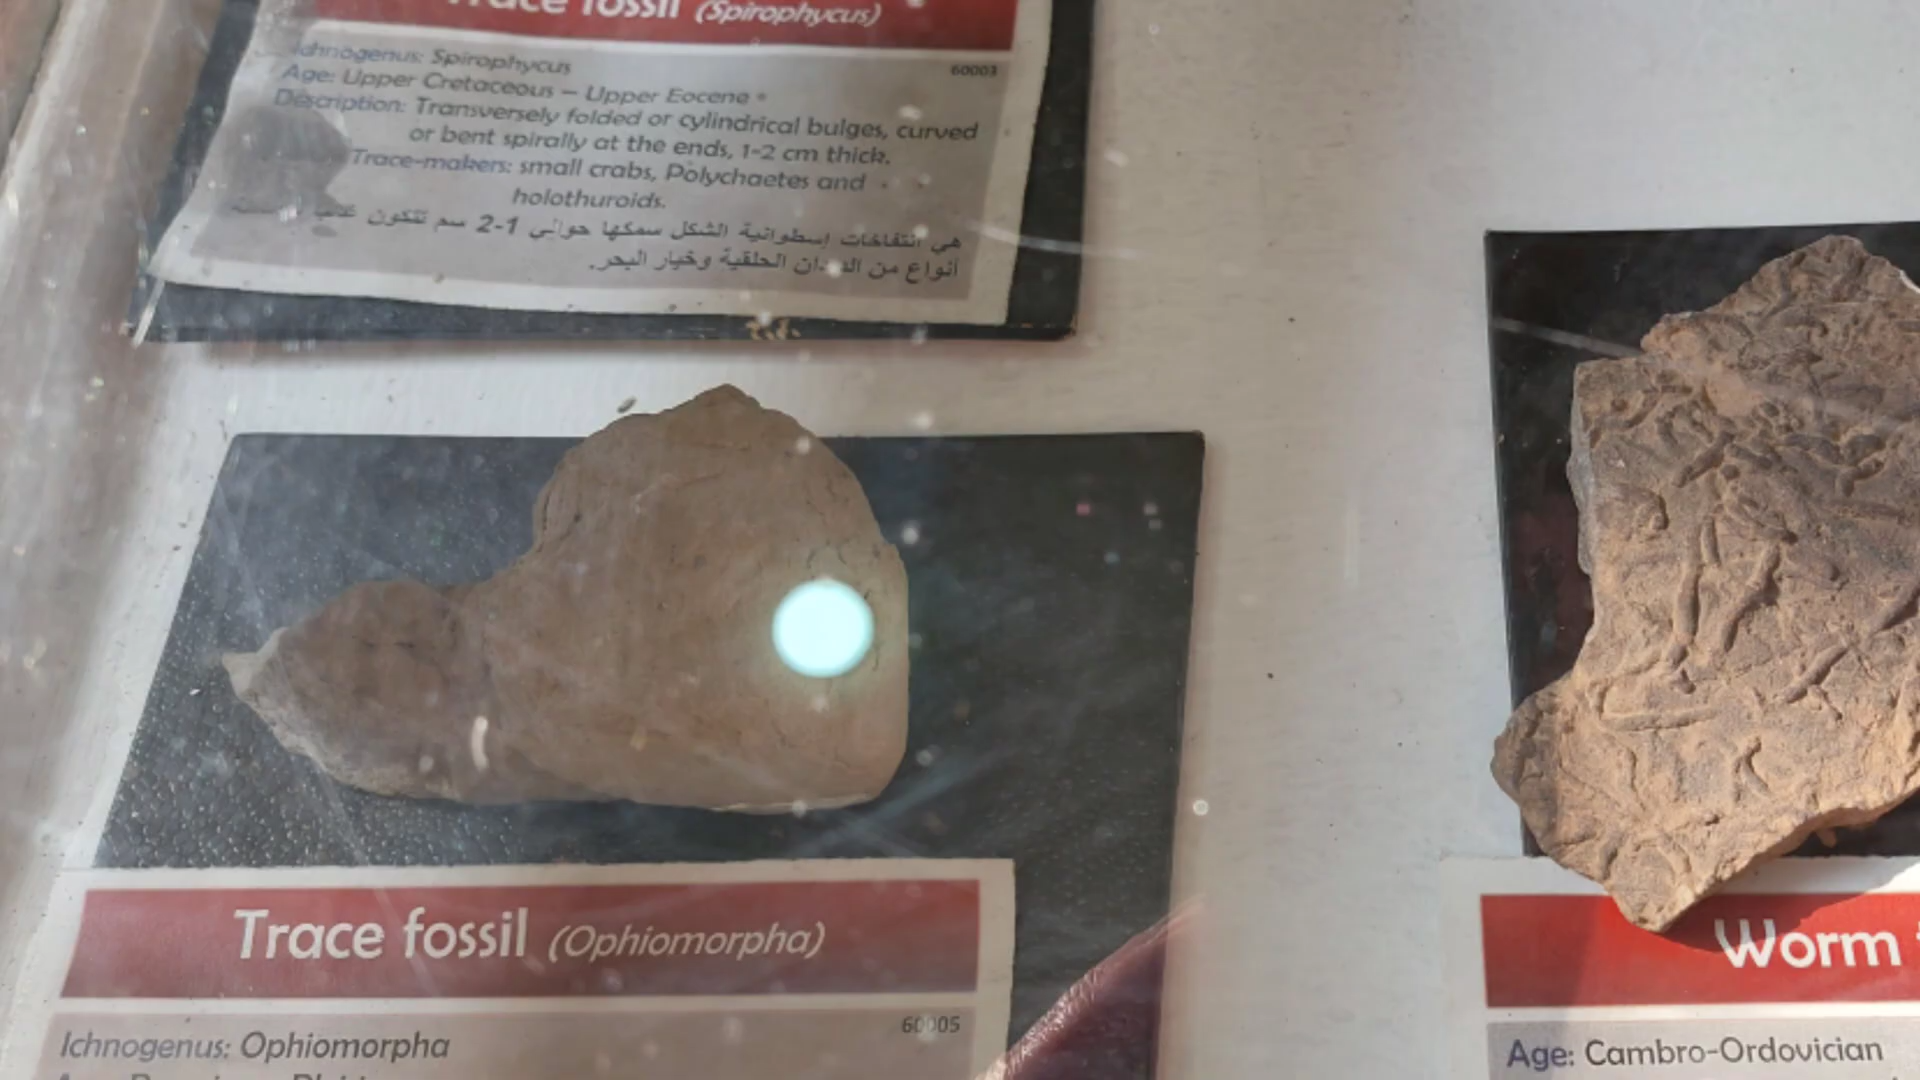 Trace fossil (Spirophycus)
Ichnogenus: Spirophycus
60003
Age: Upper Cretaceous – Upper Eocene
Description: Transversely folded or cylindrical bulges, curved
or bent spirally at the ends, 1-2 cm thick.
Trace-makers: small crabs, Polychaetes and
holothuroids.
هي انتفاخات إسطوانية الشكل سمكها حوالي 1-2 سم تتكون
أنواع من الحلقية وخيار البحر.
Trace fossil (Ophiomorpha)
60005
Ichnogenus: Ophiomorpha
Worm
Age: Cambro-Ordovician